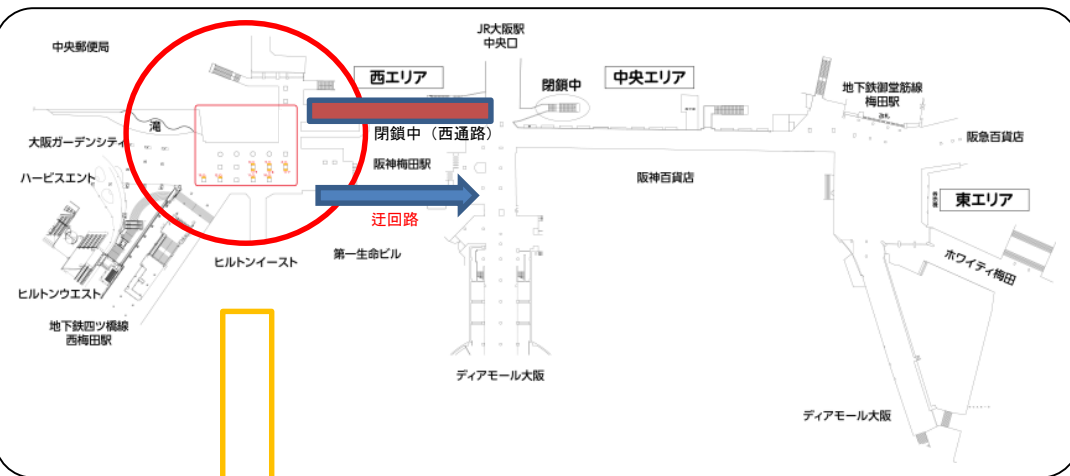 中央郵便局
JR大阪駅
中央口
西エリア
閉鎖中
中央エリア
地下鉄御堂筋線
梅田駅
改札
滝
閉鎖中（西通路）
大阪ガーデンシティ
阪急百貨店
阪神梅田駅
ハービスエント
阪神百貨店
東エリア
迂回路
ヒルトンイースト
第一生命ビル
ホワイティ梅田
ヒルトンウエスト
地下鉄四ツ橋線
西梅田駅
ディアモール大阪
ディアモール大阪